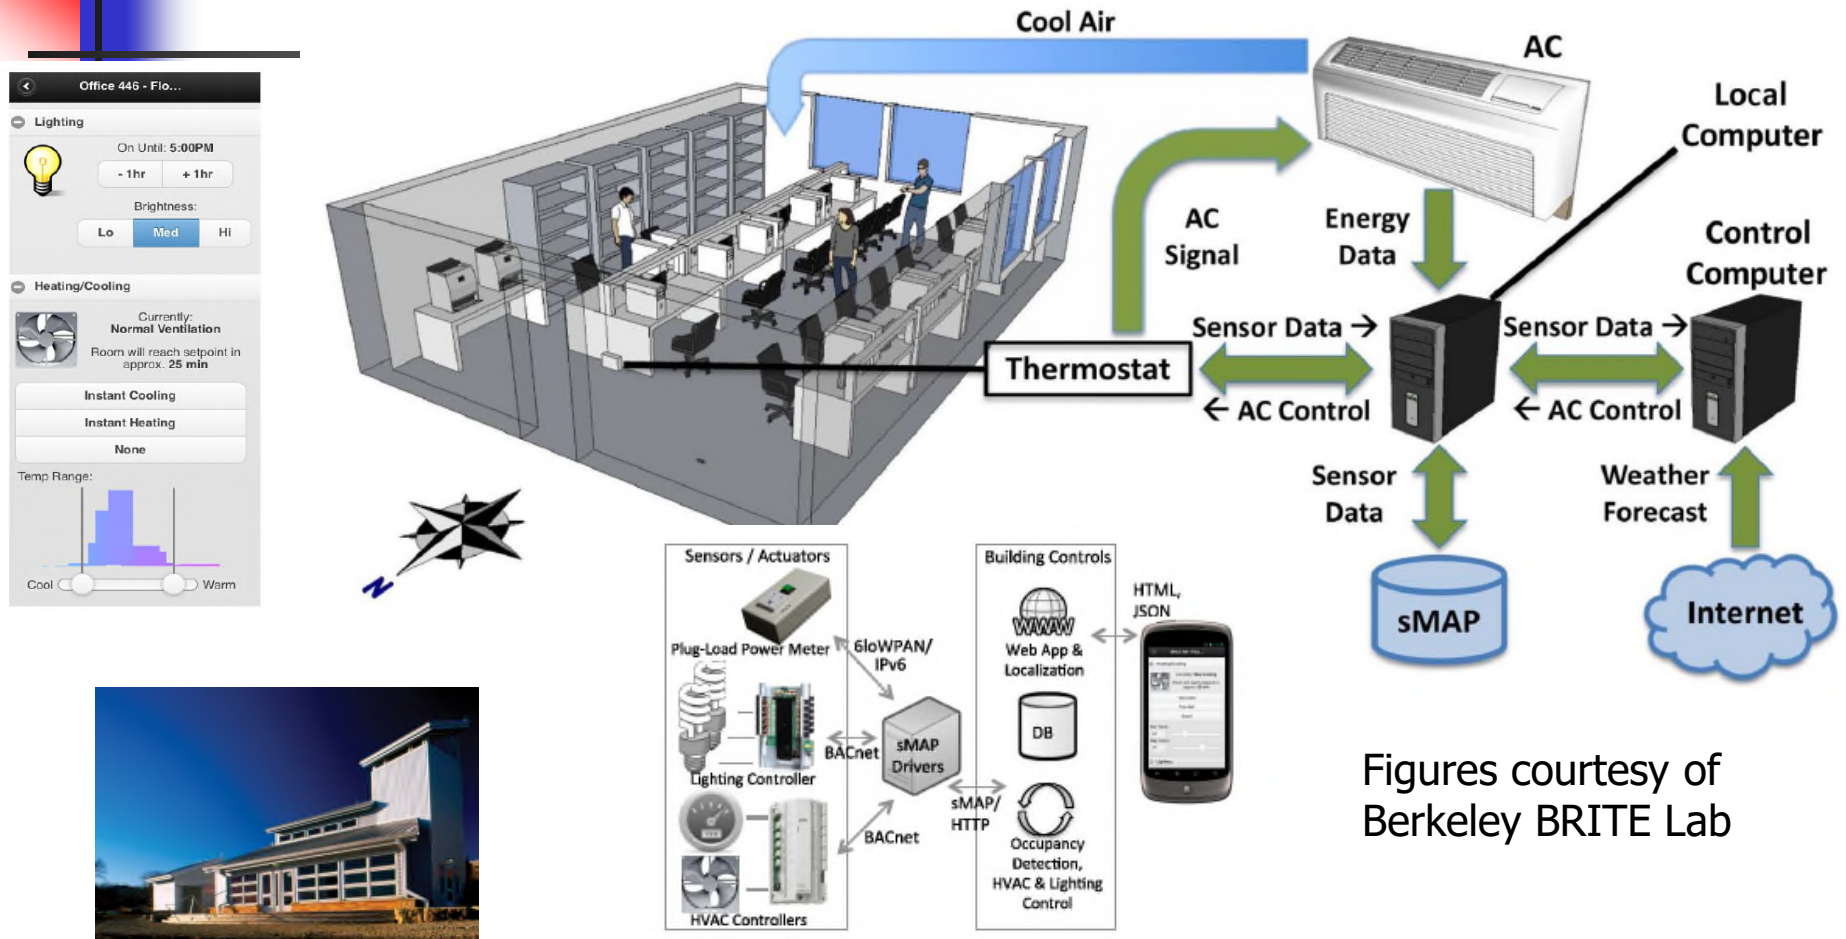 Office 446 - Flo...
Lighting
On Until: 5:00PM
- 1hr
+ 1hr
Brightness:
Lo
Med
Hi
Heating/Cooling
Currently:
Normal Ventilation
Room will reach setpoint in
approx. 25 min
Instant Cooling
Instant Heating
None
Temp Range:
Cool
Warm
N
Cool Air
AC
Local
Computer
AC
Signal
Energy
Data
Control
Computer
Sensor Data →
Sensor Data →
Thermostat
← AC Control
← AC Control
Sensor
Data
Weather
Forecast
sMAP
Internet
Sensors / Actuators
Plug-Load Power Meter
6loWPAN/
IPv6
Lighting Controller
BACnet
sMAP
Drivers
BACnet
HVAC Controllers
sMAP/
HTTP
Building Controls
WWW
Web App &
Localization
DB
Occupancy
Detection,
HVAC & Lighting
Control
HTML,
JSON
Figures courtesy of
Berkeley BRITE Lab